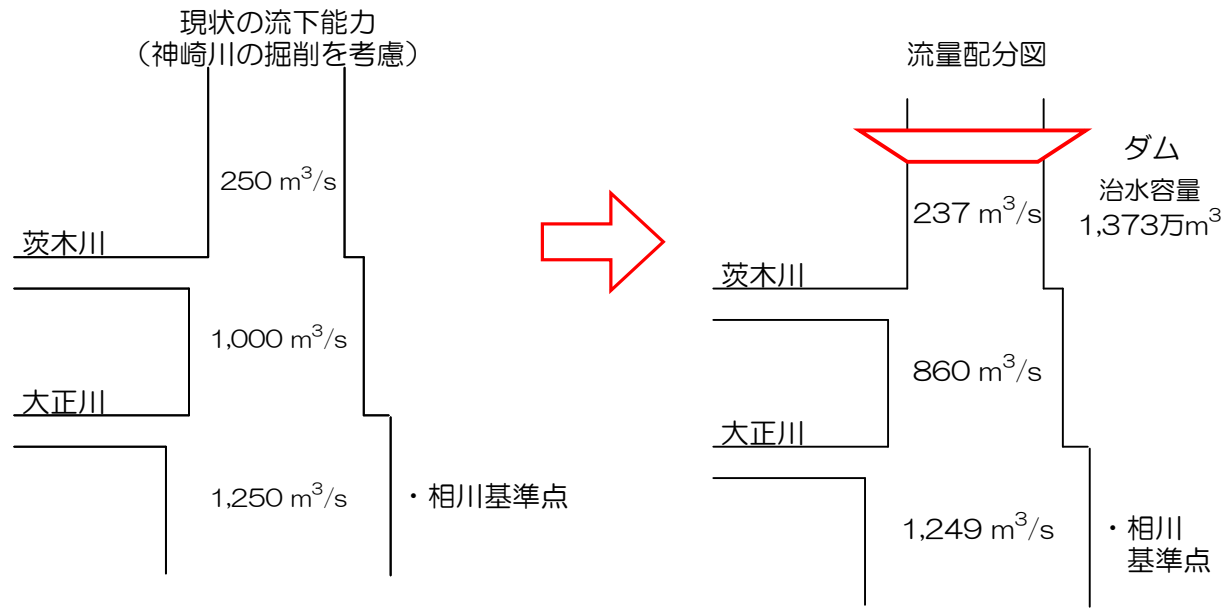 現状の流下能力
（神崎川の掘削を考慮）
250 m³/s
茨木川
1,000 m³/s
大正川
1,250 m³/s
・相川基準点
流量配分図
ダム
治水容量
1,373万m³
237 m³/s
茨木川
860 m³/s
大正川
1,249 m³/s
・相川
基準点